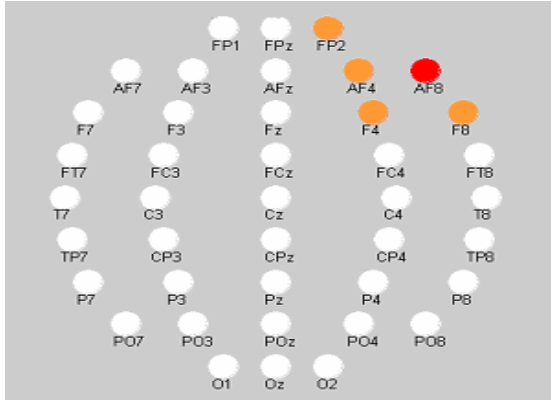 FP1 FPz FP2
AF7 AF3 AFz AF4 AF8
F7 F3 Fz F4 F8
FT7 FC3 FCz FC4 FT8
T7 C3 Cz C4 T8
TP7 CP3 CPz CP4 TP8
P7 P3 Pz P4 P8
PO7 PO3 POz PO4 PO8
O1 Oz O2